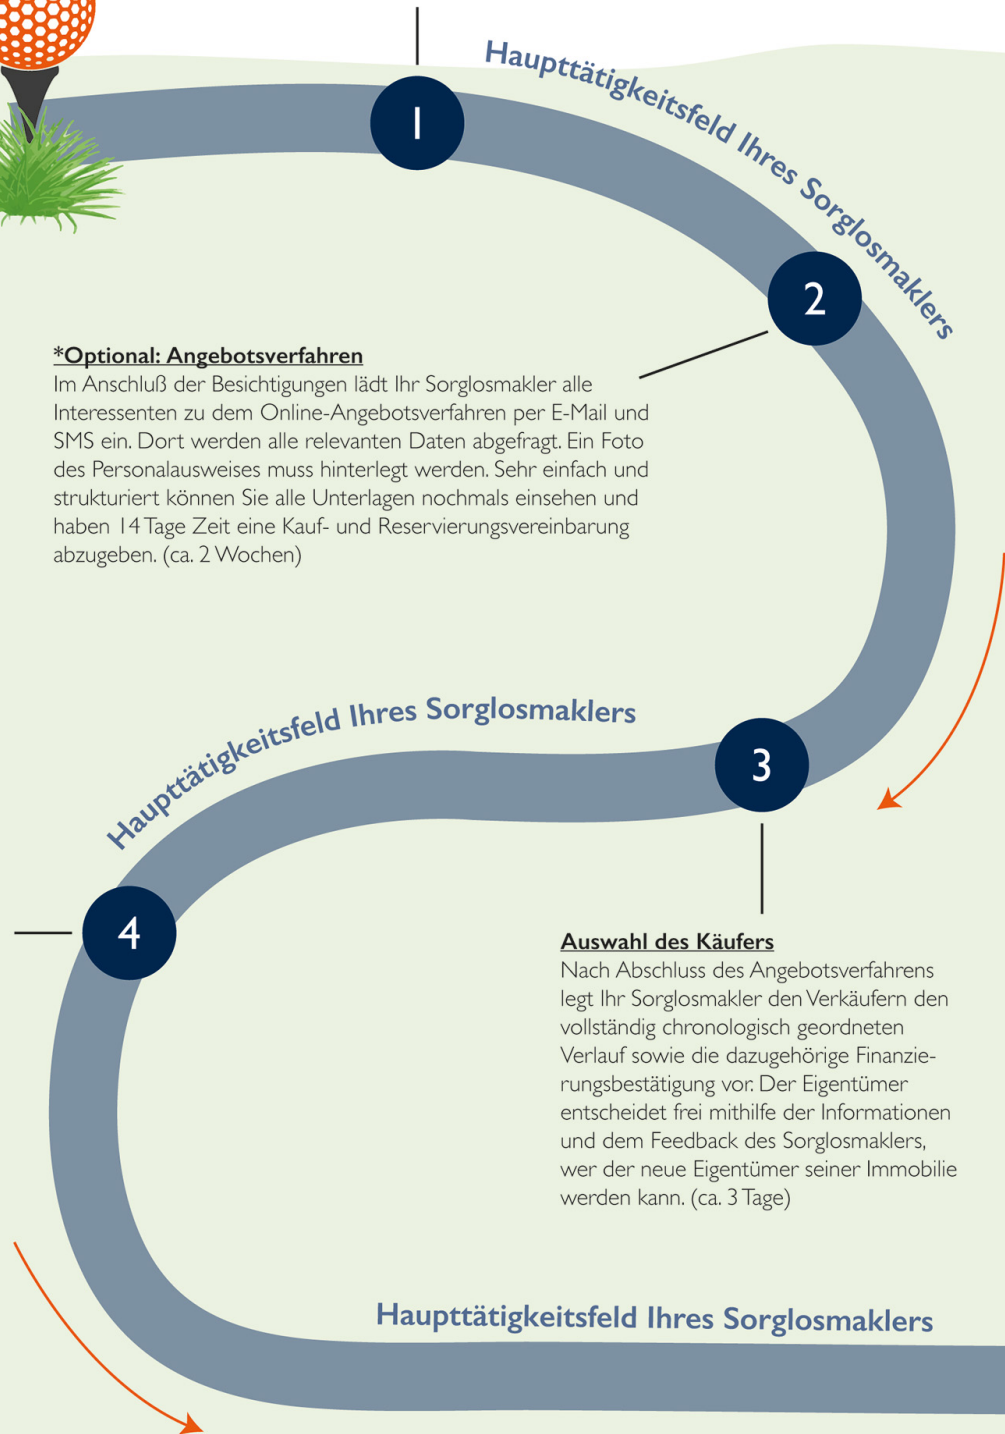 Haupttätigkeitsfeld Ihres Sorglosmaklers
1
2
*Optional: Angebotsverfahren
Im Anschluß der Besichtigungen lädt Ihr Sorglosmakler alle
Interessenten zu dem Online-Angebotsverfahren per E-Mail und
SMS ein. Dort werden alle relevanten Daten abgefragt. Ein Foto
des Personalausweises muss hinterlegt werden. Sehr einfach und
strukturiert können Sie alle Unterlagen nochmals einsehen und
haben 14 Tage Zeit eine Kauf- und Reservierungsvereinbarung
abzugeben. (ca. 2 Wochen)
Haupttätigkeitsfeld Ihres Sorglosmaklers
3
4
Auswahl des Käufers
Nach Abschluss des Angebotsverfahrens
legt Ihr Sorglosmakler den Verkäufern den
vollständig chronologisch geordneten
Verlauf sowie die dazugehörige Finanzie-
rungsbestätigung vor. Der Eigentümer
entscheidet frei mithilfe der Informationen
und dem Feedback des Sorglosmaklers,
wer der neue Eigentümer seiner Immobilie
werden kann. (ca. 3 Tage)
Haupttätigkeitsfeld Ihres Sorglosmaklers